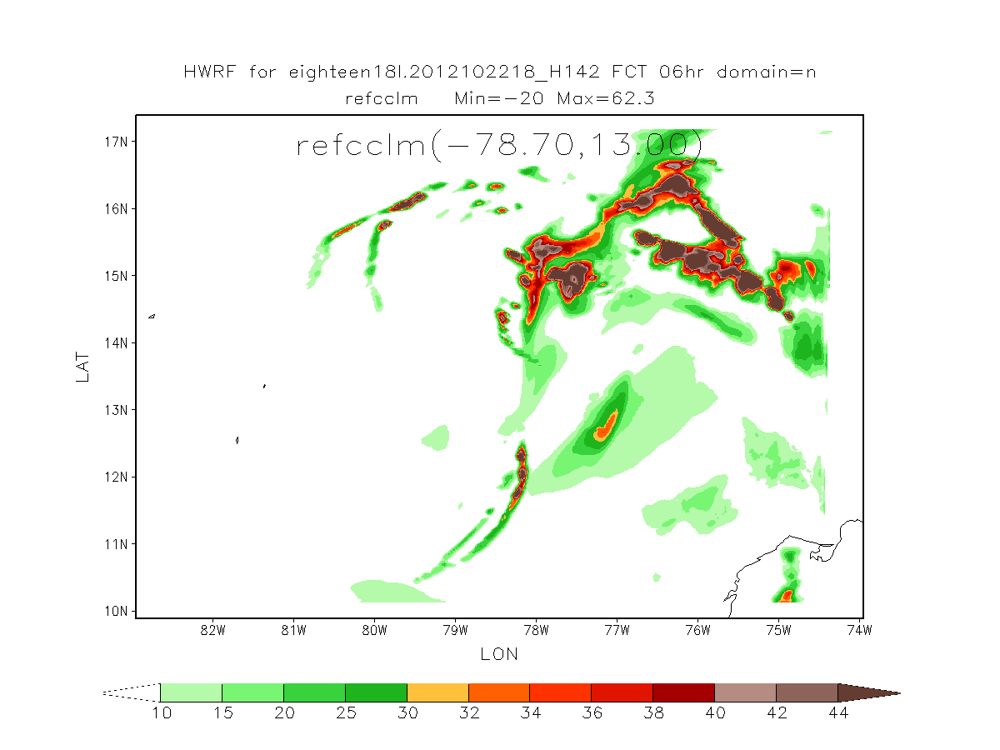 HWRF for eighteen18l.2012102218_H142 FCT 06hr domain=n
refcclm Min=-20 Max=62.3
refcclm(-78.70,13.00)
17N
16N
15N
14N
13N
12N
11N
10N
LAT
82W 81W 80W 79W 78W 77W 76W 75W 74W
LON
10 15 20 25 30 32 34 36 38 40 42 44